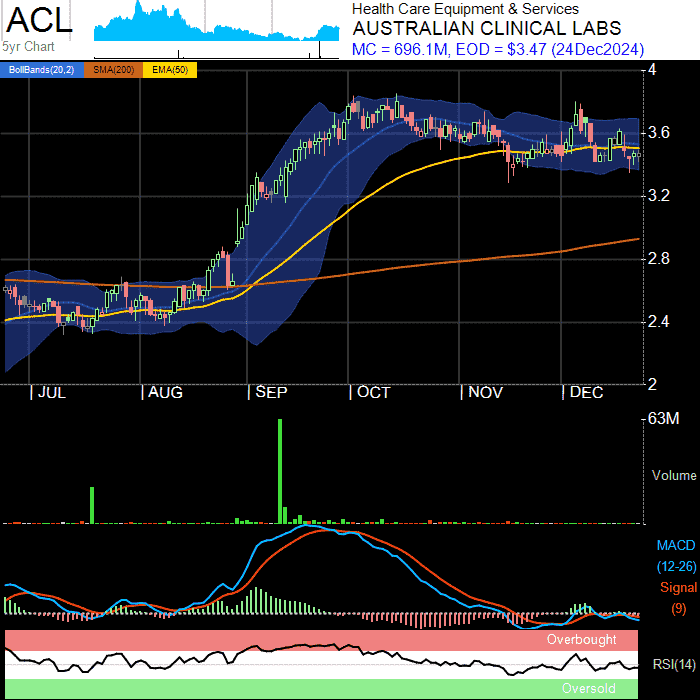 ACL
5yr Chart
Health Care Equipment & Services
AUSTRALIAN CLINICAL LABS
MC = 696.1M, EOD = $3.47 (24Dec2024)
BollBands(20,2) SMA(200) EMA(50)
4
3.6
3.2
2.8
2.4
2
JUL AUG SEP OCT NOV DEC
63M
Volume
MACD
(12-26)
Signal
(9)
Overbought
RSI(14)
Oversold